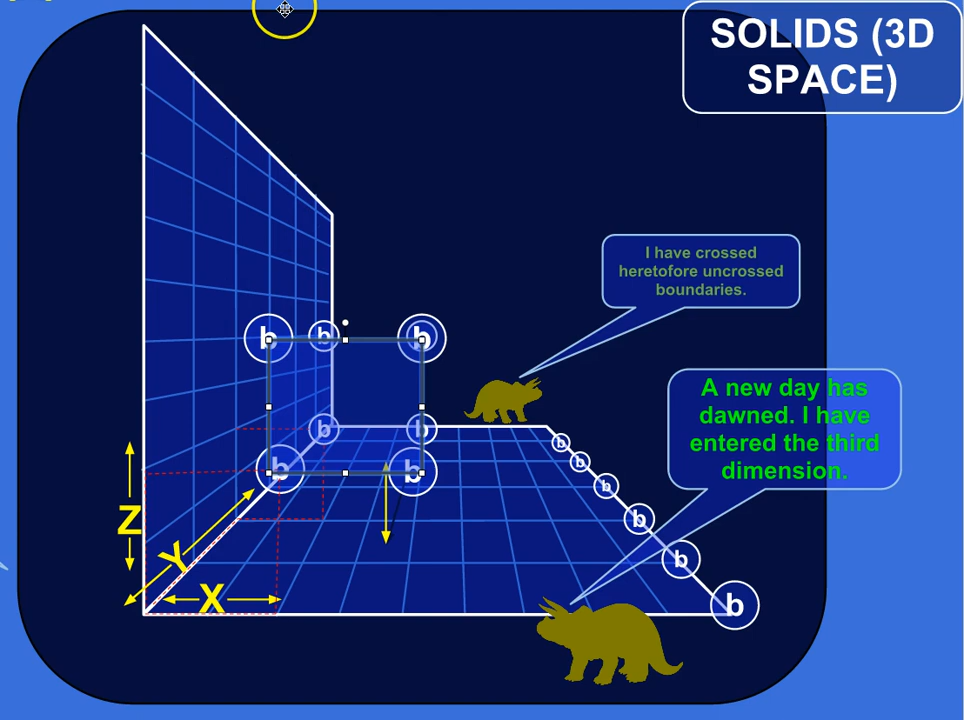 SOLIDS (3D
SPACE)
I have crossed
heretofore uncrossed
boundaries.
b
b
b
A new day has
dawned. I have
entered the third
dimension.
b
b
b
b
b
b
b
Z
b
Y
b
X
b